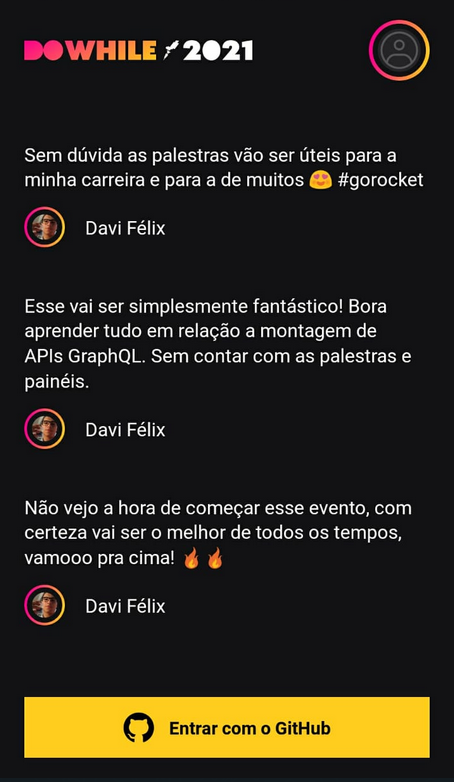 DOWHILE 2021
Sem dúvida as palestras vão ser úteis para a
minha carreira e para a de muitos 😍 #gorocket
Davi Félix
Esse vai ser simplesmente fantástico! Bora
aprender tudo em relação a montagem de
APIs GraphQL. Sem contar com as palestras e
painéis.
Davi Félix
Não vejo a hora de começar esse evento, com
certeza vai ser o melhor de todos os tempos,
vamooo pra cima! 🔥🔥
Davi Félix
Entrar com o GitHub